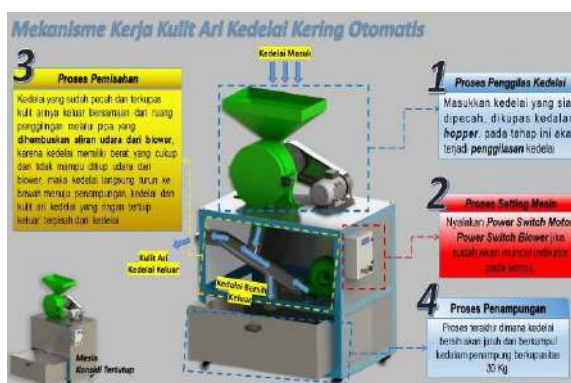 Mekanisme Kerja Kulit Ari Kedelai Kering Otomatis
Kedelai Masuk
1
Proses Penggilas Kedelai
Masukkan kedelai yang sia
dipecah, dikupas kedalan
hopper, pada tahap ini aka
terjadi penggilasan kedelai
2
Proses Setting Mesin
Nyalakan Power Switch Motor
Power Switch Blower jika
sudah akan muncul indikator
pada lampu.
3
Proses Pemisahan
Kedelai yang sudah pecah dan terkupas
kulit arinya keluar bersamaan dari ruang
penggilingan melalui pipa yang
dihembuskan aliran udara dari blower,
karena kedelai memiliki berat yang cukup
dan tidak mampu ditiup udara dari
blower, maka kedelai langsung turun ke
bawah menuju penampungan kedelai dan
kulit ari kedelai yang ringan tertiup
keluar terpisah dari kedelai.
Kulit Ari
Kedelai Keluar
Kedelai Bersih
Keluar
4
Proses Penampungan
Proses terakhir dimana kedelai
bersih akan jatuh dan berkumpul
kedalam penampung berkapasitas
30 Kg.
Mesin
Kondisi Tertutup